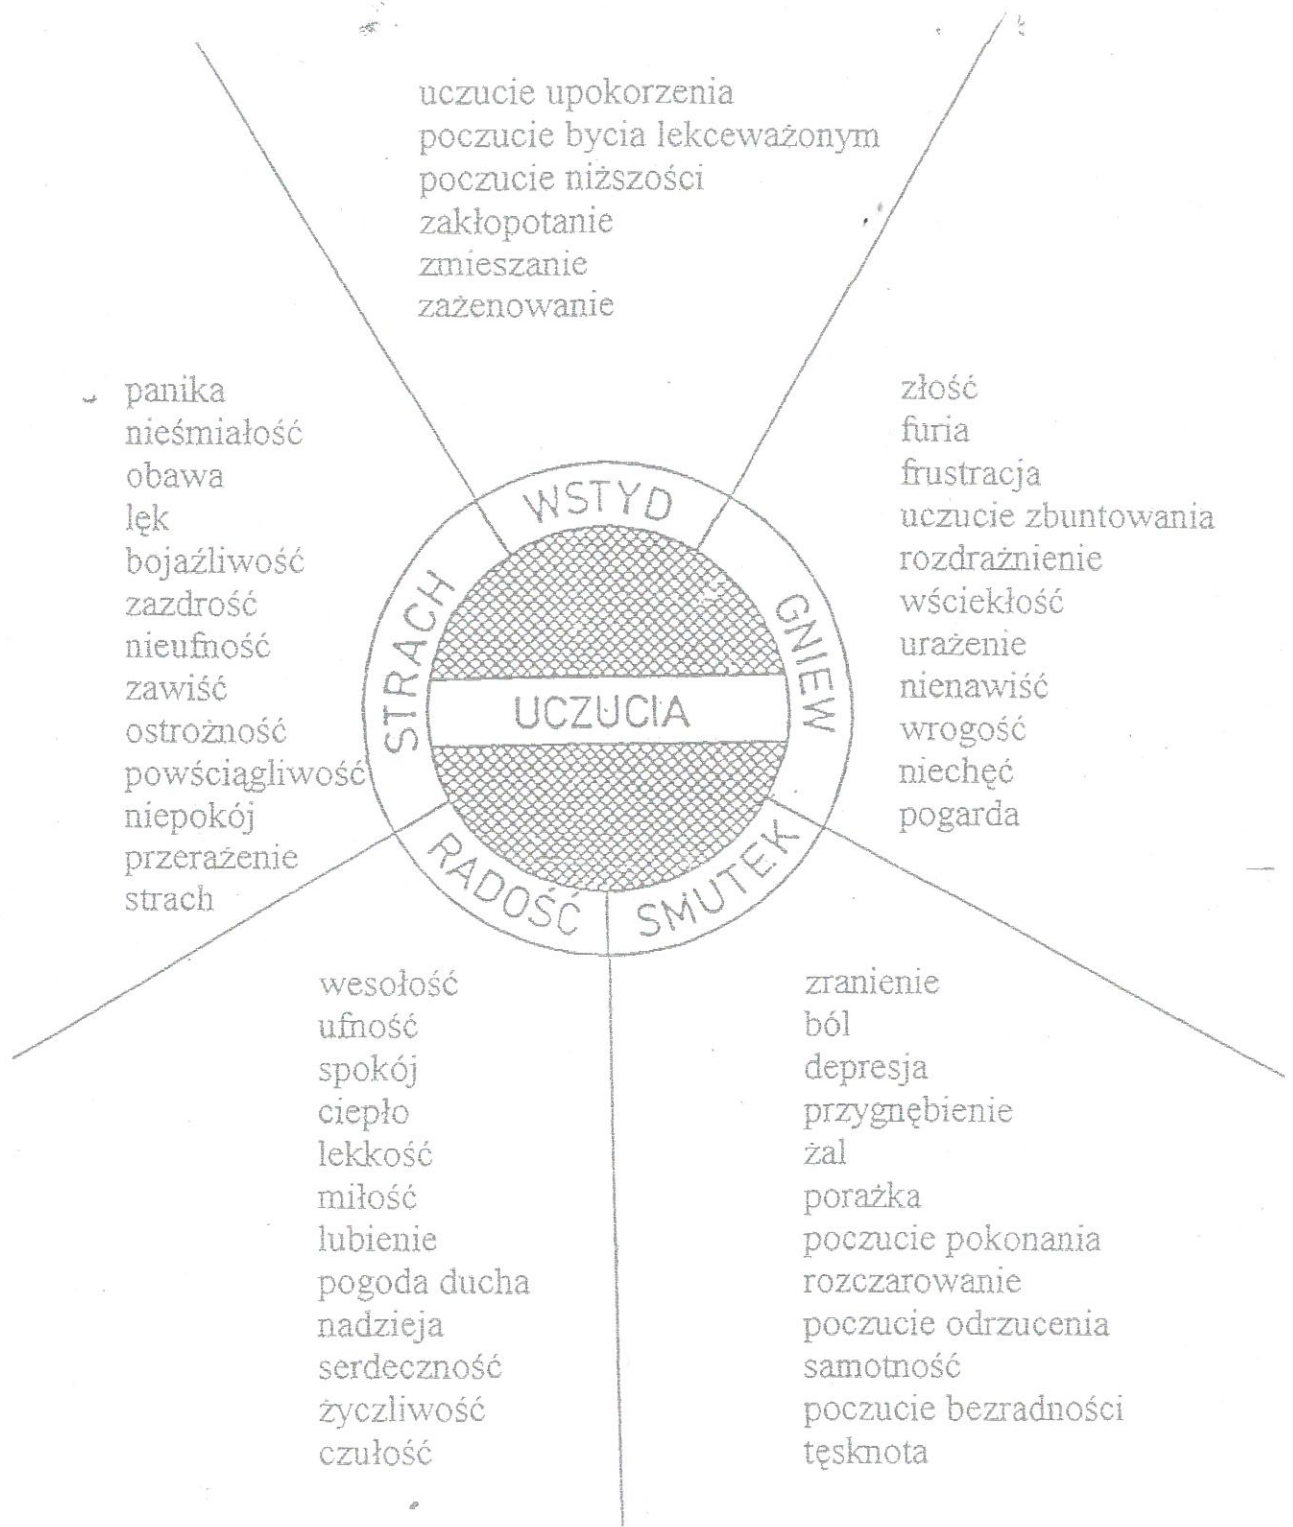 uczucie upokorzenia
poczucie bycia lekceważonym
poczucie niższości
zakłopotanie
zmieszanie
zażenowanie
panika
nieśmiałość
obawa
lęk
bojaźliwość
zazdrość
nieufność
zawiść
ostrożność
powściągliwość
niepokój
przerażenie
strach
złość
furia
frustracja
uczucie zbuntowania
rozdrażnienie
wściekłość
urażenie
nienawiść
wrogość
niechęć
pogarda
WSTYD
STRACH
GNIEW
UCZUCIA
RADOŚĆ
SMUTEK
wesołość
ufność
spokój
ciepło
lekkość
miłość
lubienie
pogoda ducha
nadzieja
serdeczność
życzliwość
czułość
zranienie
ból
depresja
przygnębienie
żal
porażka
poczucie pokonania
rozczarowanie
poczucie odrzucenia
samotność
poczucie bezradności
tęsknota